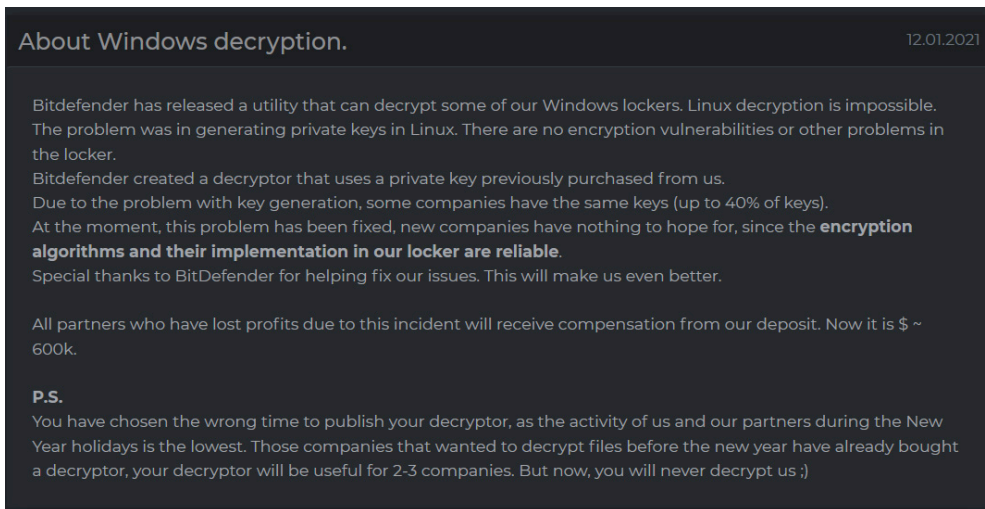 About Windows decryption.
12.01.2021
Bitdefender has released a utility that can decrypt some of our Windows lockers. Linux decryption is impossible.
The problem was in generating private keys in Linux. There are no encryption vulnerabilities or other problems in
the locker.
Bitdefender created a decryptor that uses a private key previously purchased from us.
Due to the problem with key generation, some companies have the same keys (up to 40% of keys).
At the moment, this problem has been fixed, new companies have nothing to hope for, since the encryption
algorithms and their implementation in our locker are reliable.
Special thanks to BitDefender for helping fix our issues. This will make us even better.
All partners who have lost profits due to this incident will receive compensation from our deposit. Now it is $ ~
600k.
P.S.
You have chosen the wrong time to publish your decryptor, as the activity of us and our partners during the New
Year holidays is the lowest. Those companies that wanted to decrypt files before the new year have already bought
a decryptor, your decryptor will be useful for 2-3 companies. But now, you will never decrypt us ;)